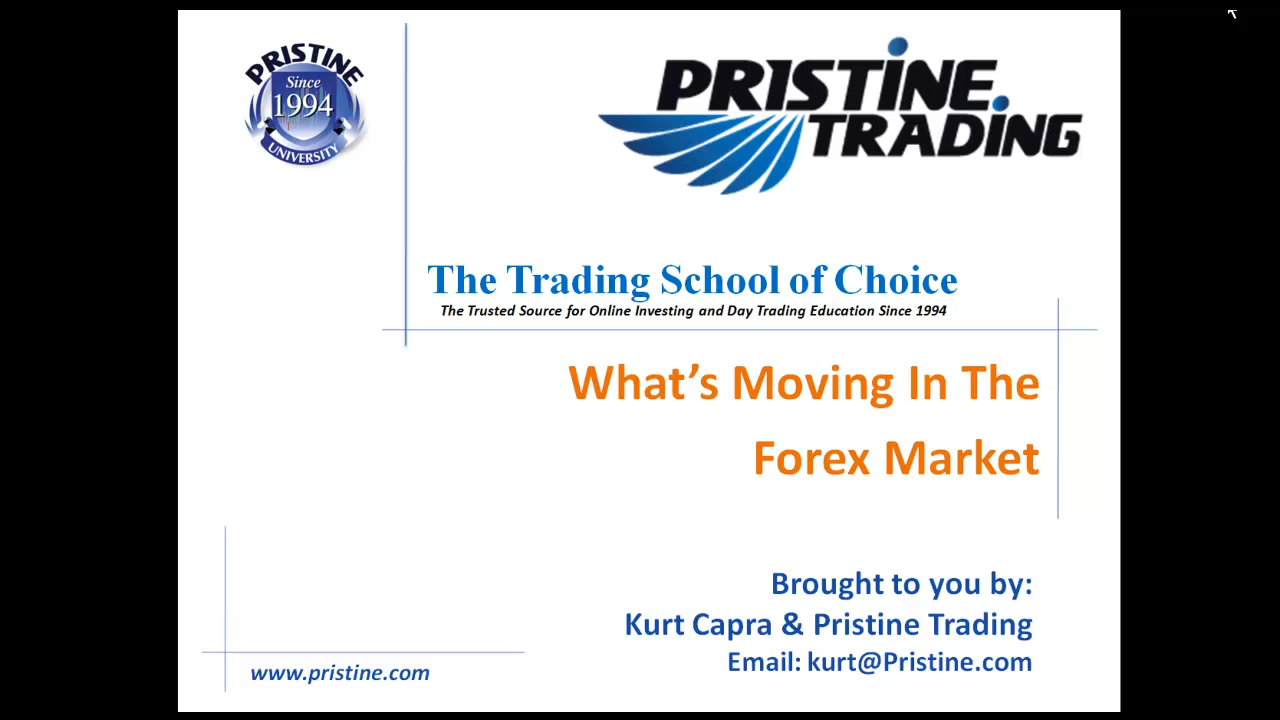 PRISTINE
Since
1994
UNIVERSITY
PRISTINE
TRADING
The Trading School of Choice
The Trusted Source for Online Investing and Day Trading Education Since 1994
What's Moving In The
Forex Market
Brought to you by:
Kurt Capra & Pristine Trading
Email: kurt@Pristine.com
www.pristine.com